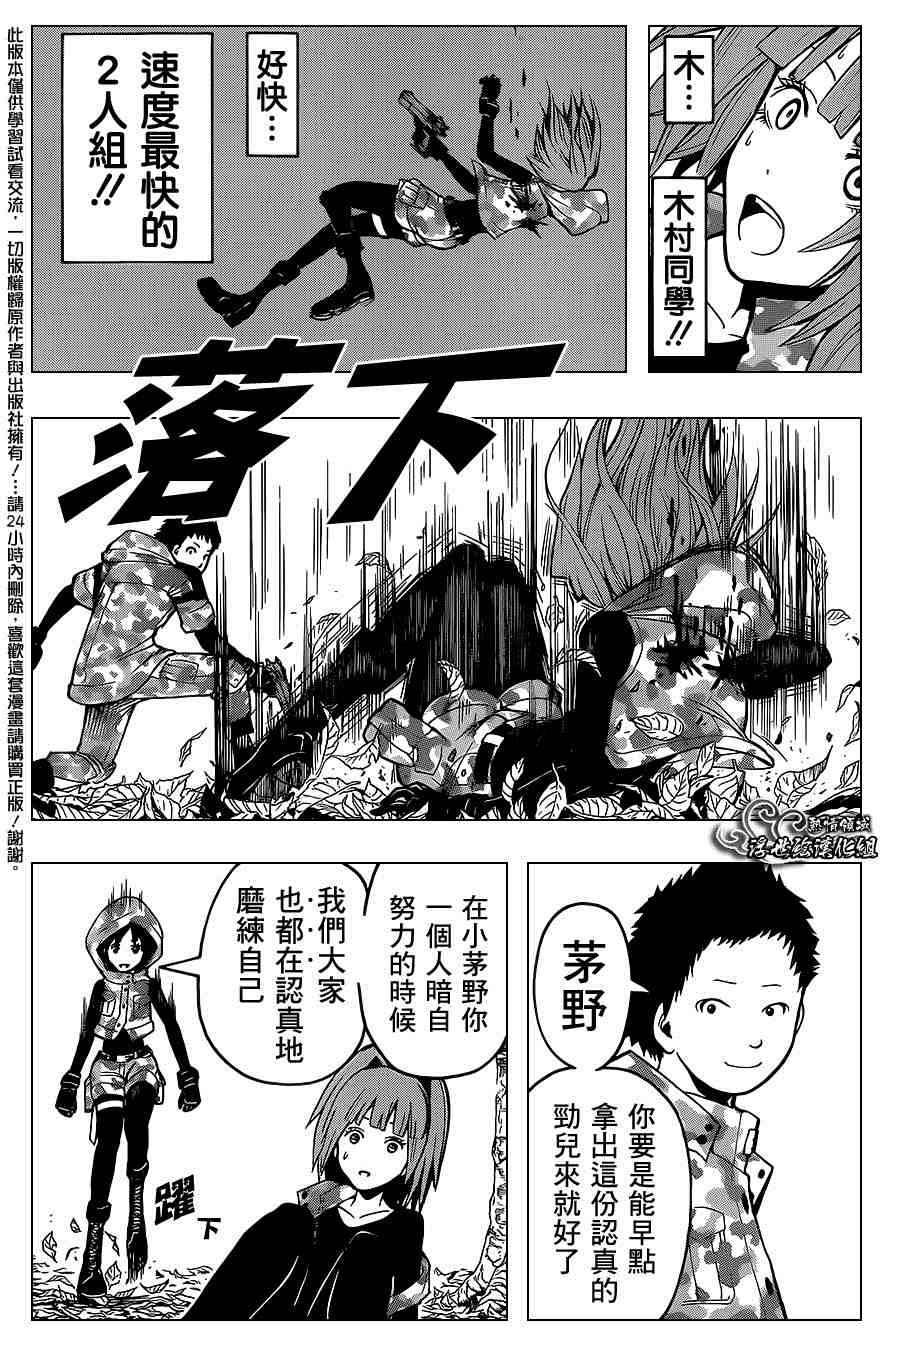 木…
木村同學!!
好快…
速度最快的
2人組!!
落下
茅野
你要是能早點
拿出這份認真的
勁兒來就好了
在小茅野你
一個人暗自
努力的時候
我們大家
也都在認真地
磨練自己
躍下
此版本僅供學習試看交流，一切版權歸原作者與出版社擁有！…請24小時內刪除，喜歡這套漫畫請購買正版！謝謝。
熱情領域